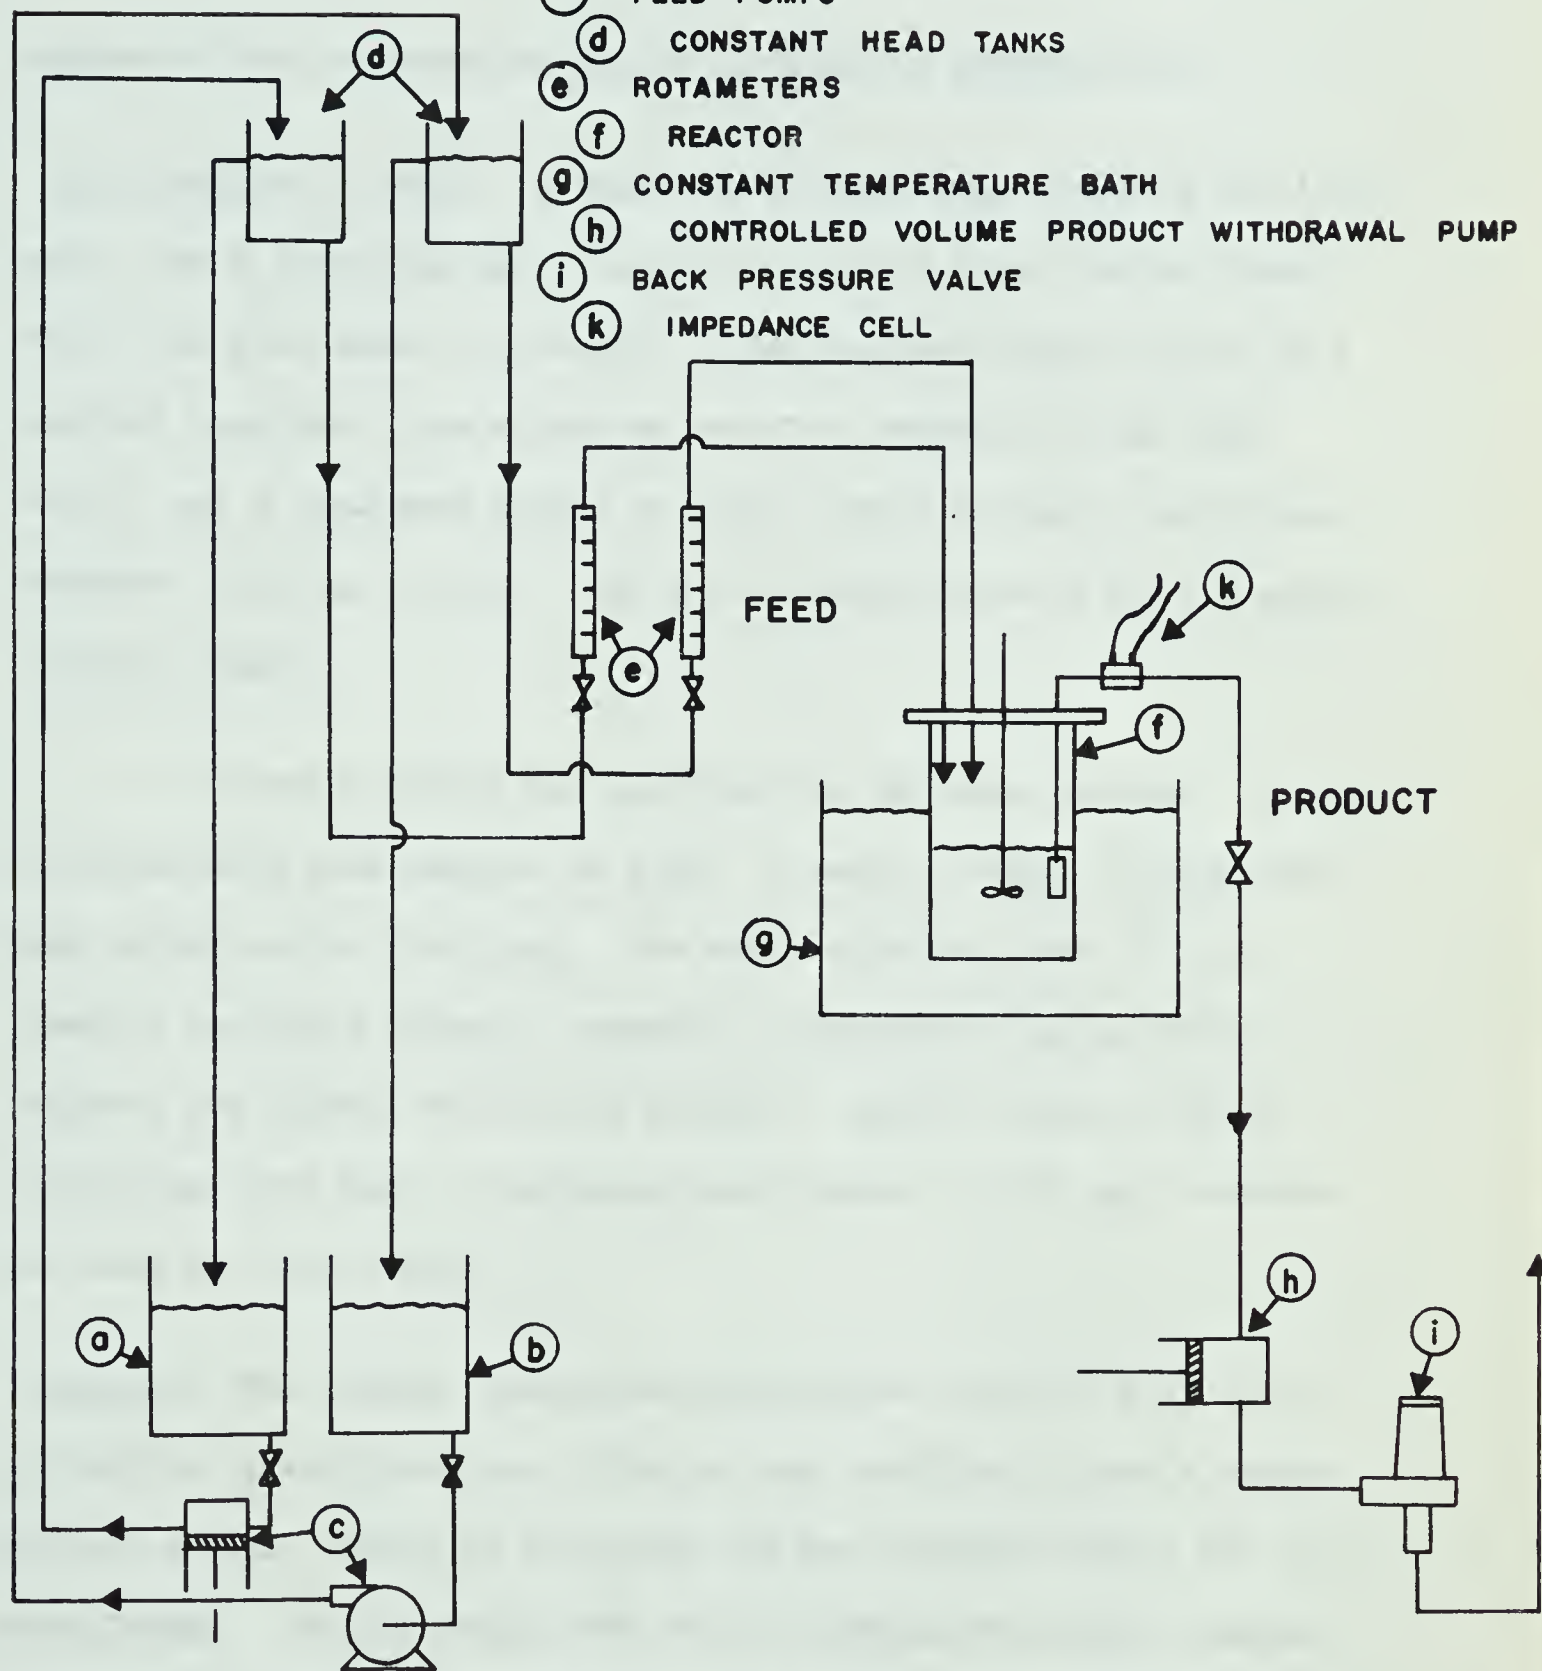 FEED PUMPS
d CONSTANT HEAD TANKS
e ROTAMETERS
f REACTOR
g CONSTANT TEMPERATURE BATH
h CONTROLLED VOLUME PRODUCT WITHDRAWAL PUMP
i BACK PRESSURE VALVE
k IMPEDANCE CELL
d
k
FEED
e
f
PRODUCT
g
h
i
a
b
c